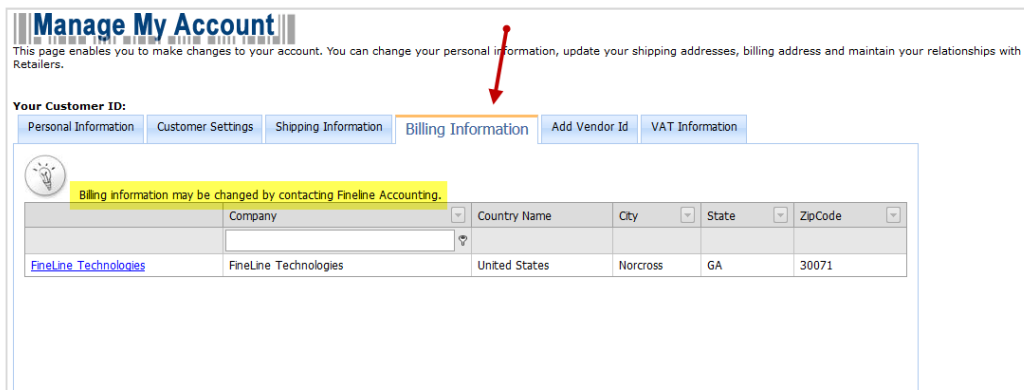 Manage My Account
This page enables you to make changes to your account. You can change your personal information, update your shipping addresses, billing address and maintain your relationships with
Retailers.
Your Customer ID:
Personal Information Customer Settings Shipping Information Billing Information Add Vendor Id VAT Information
Billing information may be changed by contacting Fineline Accounting.
Company Country Name City State ZipCode
FineLine Technologies FineLine Technologies United States Norcross GA 30071